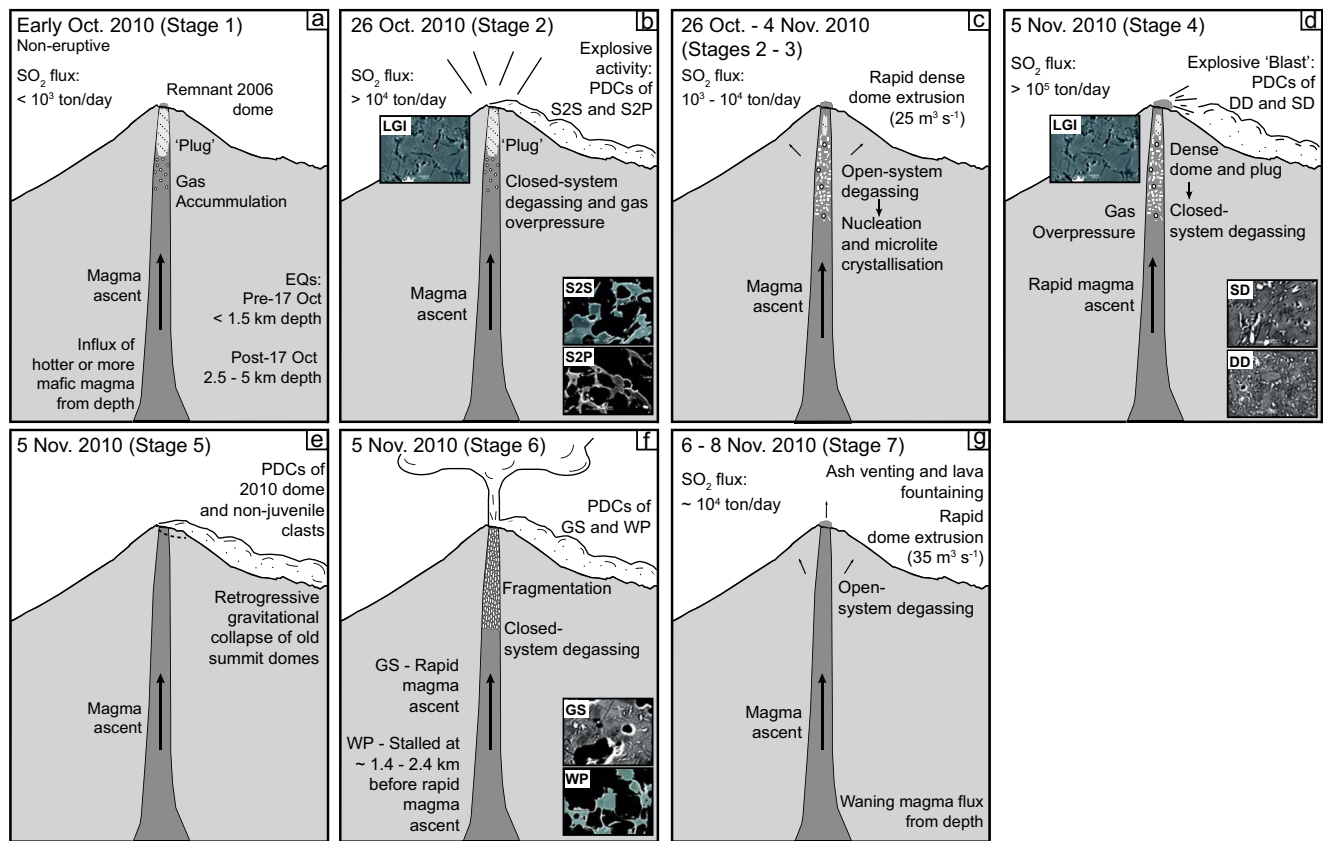 Early Oct. 2010 (Stage 1)
a
Non-eruptive
SO₂ flux:
< 10³ ton/day
Remnant 2006
dome
‘Plug’
Gas
Accummulation
Magma
ascent
EQs:
Pre-17 Oct
< 1.5 km depth
Influx of
hotter or more
mafic magma
from depth
Post-17 Oct
2.5 - 5 km depth
26 Oct. 2010 (Stage 2)
b
SO₂ flux:
> 10⁴ ton/day
Explosive
activity:
PDCs of
S2S and S2P
LGI
‘Plug’
Closed-system
degassing and gas
overpressure
Magma
ascent
S2S
S2P
26 Oct. - 4 Nov. 2010
(Stages 2 - 3)
c
SO₂ flux:
10³ - 10⁴ ton/day
Rapid dense
dome extrusion
(25 m³ s⁻¹)
Open-system
degassing
Nucleation
and microlite
crystallisation
Magma
ascent
5 Nov. 2010 (Stage 4)
d
SO₂ flux:
> 10⁵ ton/day
Explosive ‘Blast’:
PDCs of
DD and SD
LGI
Dense
dome and plug
Gas
Overpressure
Closed-
system degassing
Rapid magma
ascent
SD
DD
5 Nov. 2010 (Stage 5)
e
PDCs of
2010 dome
and non-juvenile
clasts
Retrogressive
gravitational
collapse of old
summit domes
Magma
ascent
5 Nov. 2010 (Stage 6)
f
PDCs of
GS and WP
Fragmentation
Closed-
system degassing
GS - Rapid
magma
ascent
WP - Stalled at
~ 1.4 - 2.4 km
before rapid
magma
ascent
GS
WP
6 - 8 Nov. 2010 (Stage 7)
g
SO₂ flux:
~ 10⁴ ton/day
Ash venting and lava
fountaining
Rapid
dome extrusion
(35 m³ s⁻¹)
Open-
system degassing
Magma
ascent
Waning magma flux
from depth